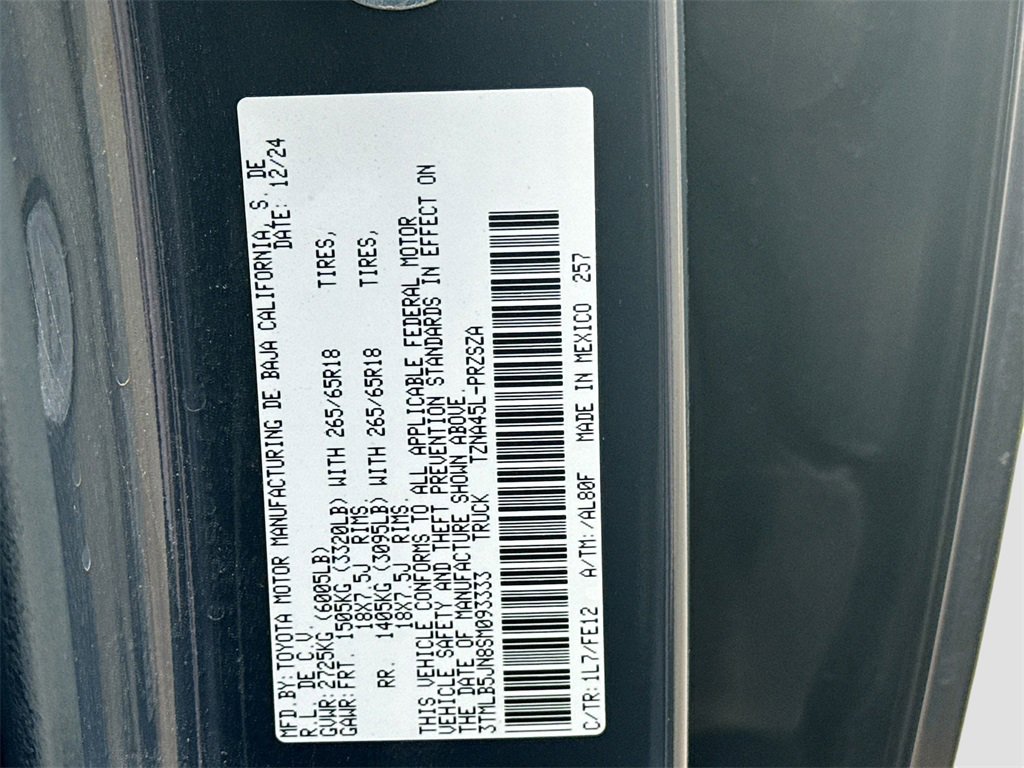 MFD.BY:TOYOTA MOTOR MANUFACTURING DE BAJA CALIFORNIA, S. DE
R.L. DE C.V. DATE: 12/24
GVWR:2725KG (6005LB)
GAWR:FRT. 1505KG (3320LB) WITH 265/65R18 TIRES,
18X7.5J RIMS.
RR. 1405KG (3095LB) WITH 265/65R18 TIRES,
18X7.5J RIMS.
THIS VEHICLE CONFORMS TO ALL APPLICABLE FEDERAL MOTOR
VEHICLE SAFETY AND THEFT PREVENTION STANDARDS IN EFFECT ON
THE DATE OF MANUFACTURE SHOWN ABOVE.
3TMLB5JN8SM093333 TRUCK TZNA45L-PRZSZA
C/TR:1L7/FE12 A/TM: /AL80F MADE IN MEXICO 257